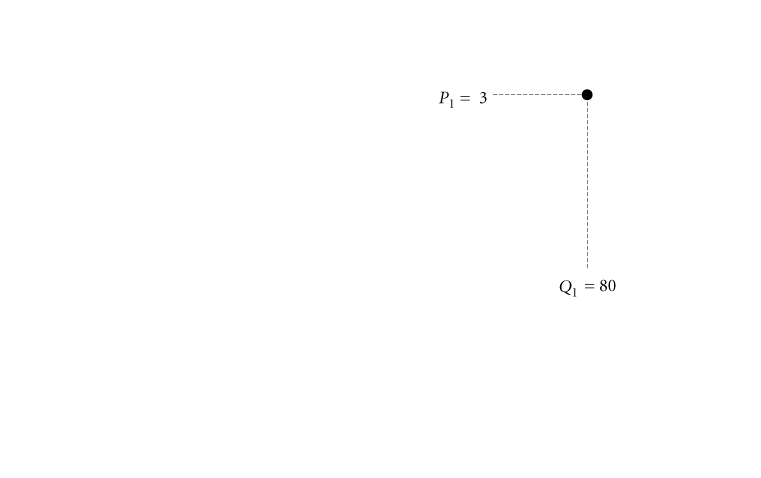 P₁ = 3
Q₁ = 80